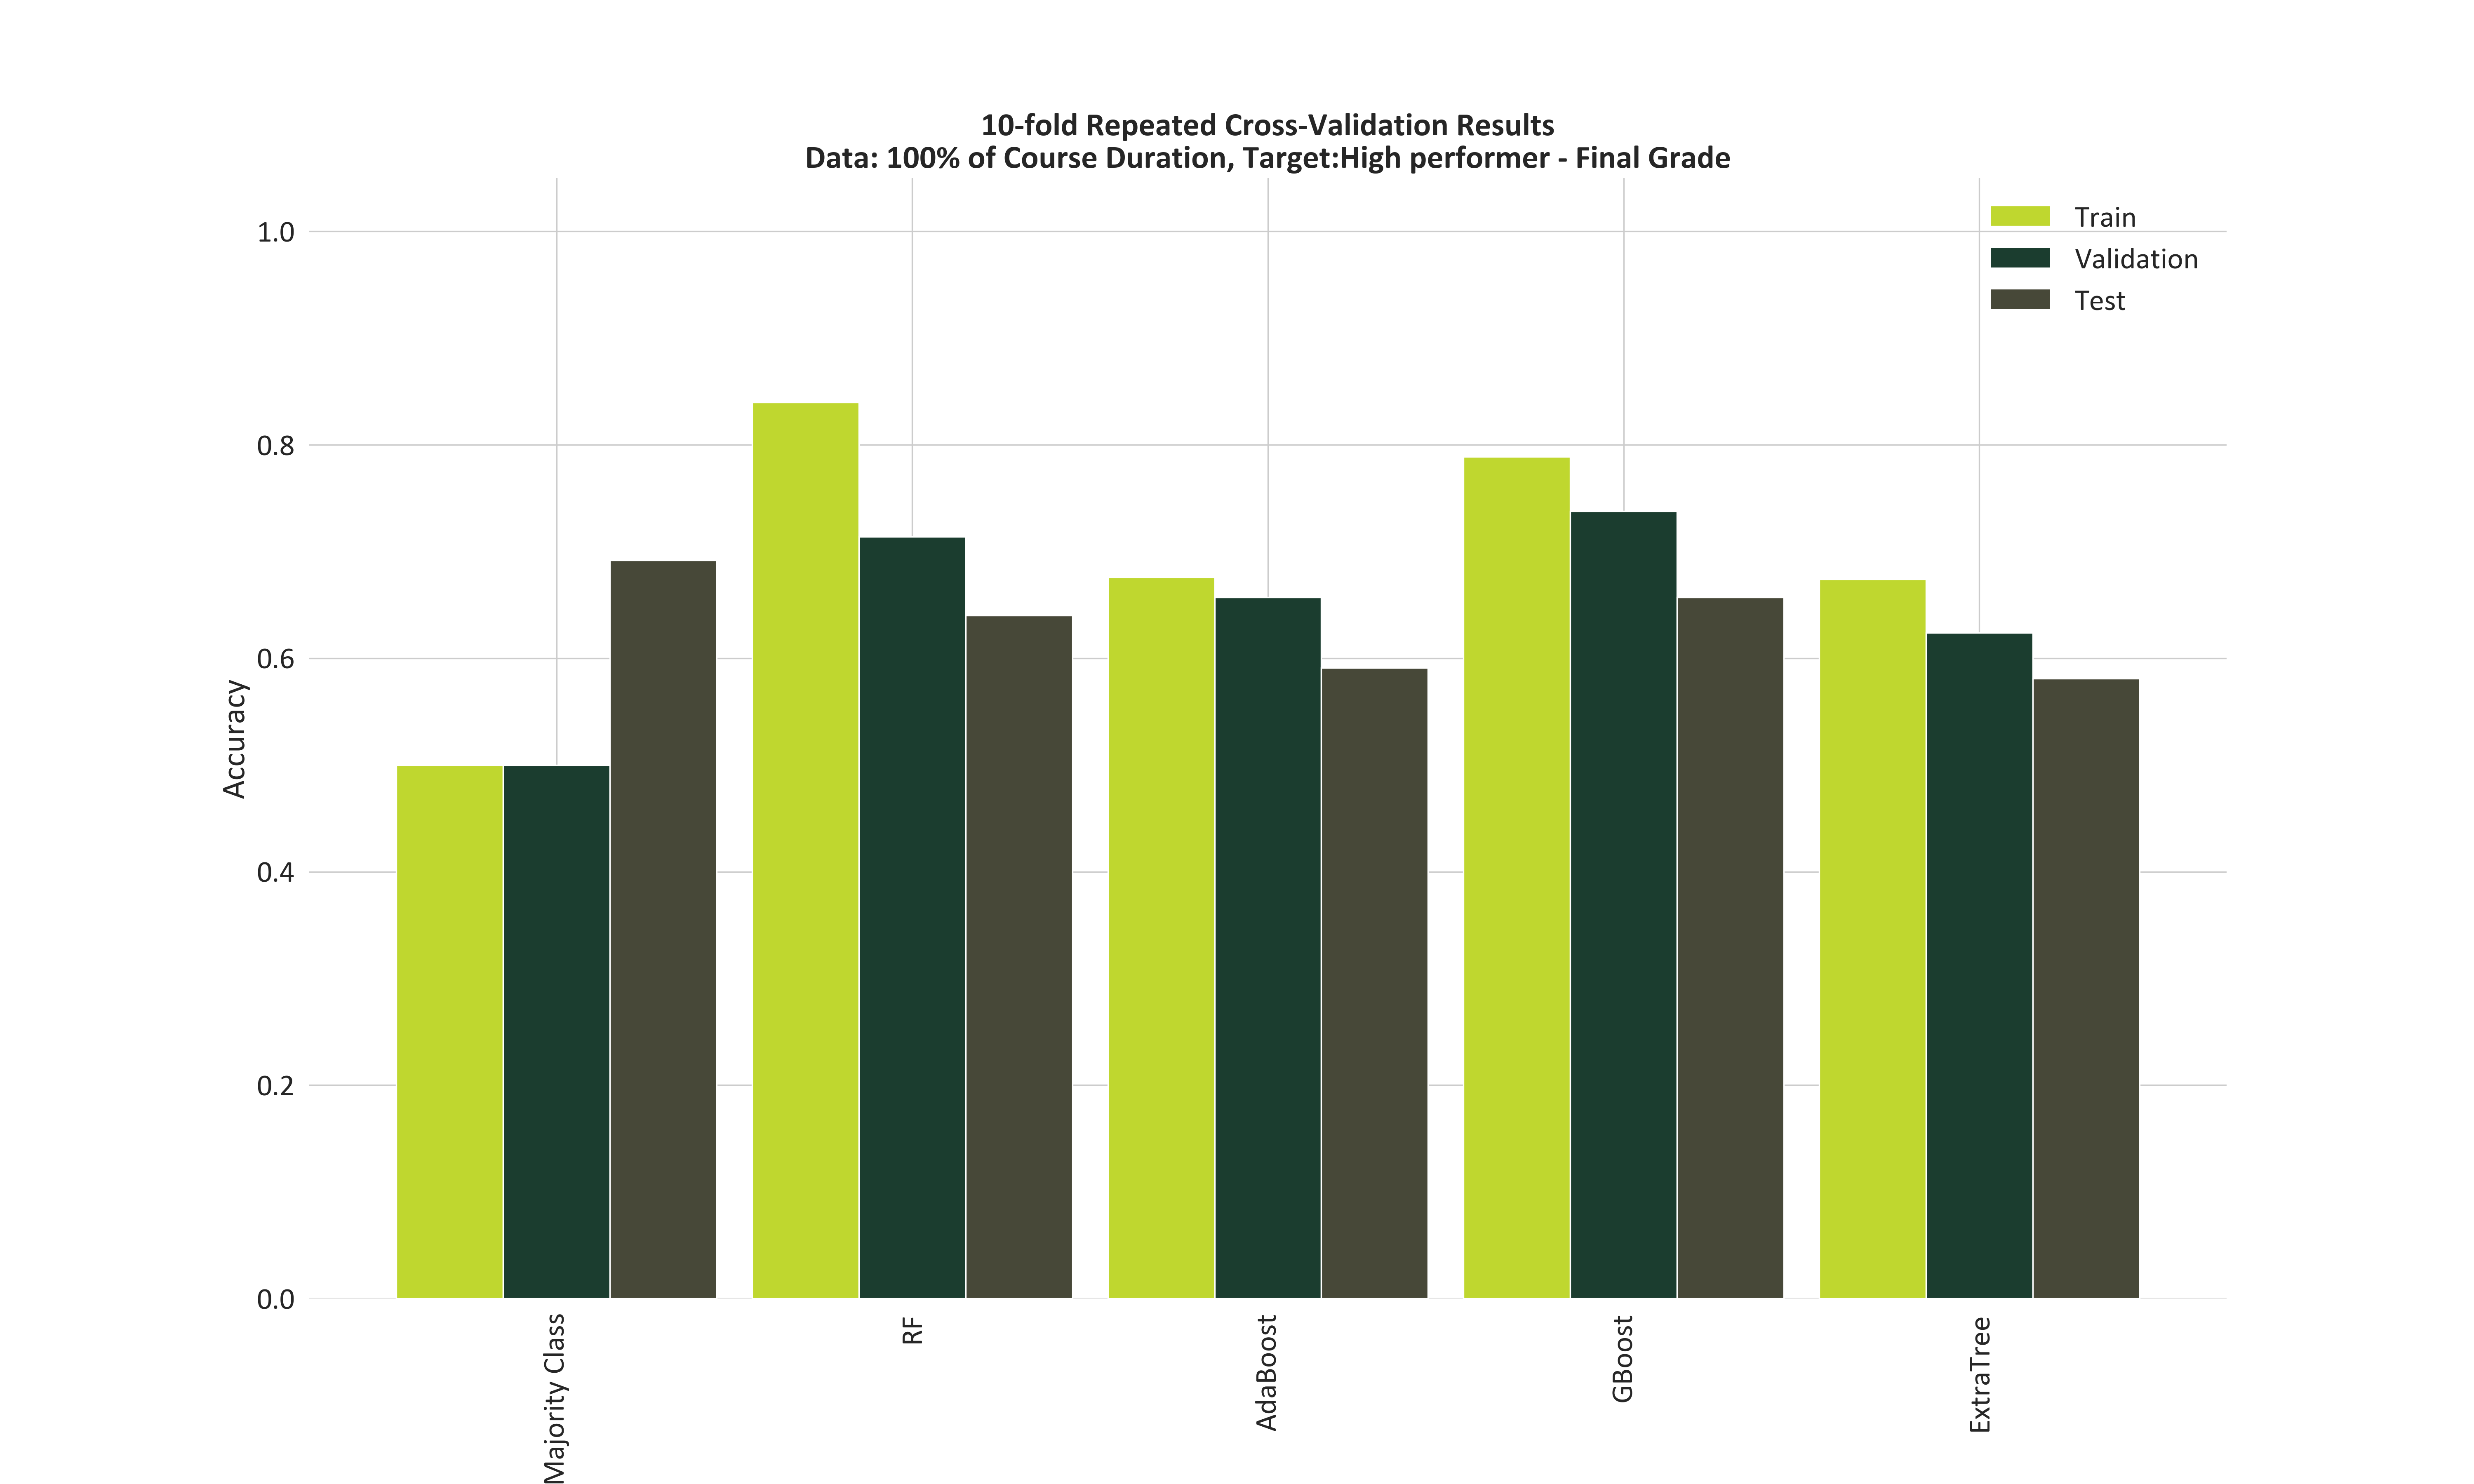 10-fold Repeated Cross-Validation Results
Data: 100% of Course Duration, Target:High performer - Final Grade
Train
Validation
Test
Accuracy
1.0
0.8
0.6
0.4
0.2
0.0
Majority Class
RF
AdaBoost
GBoost
ExtraTree